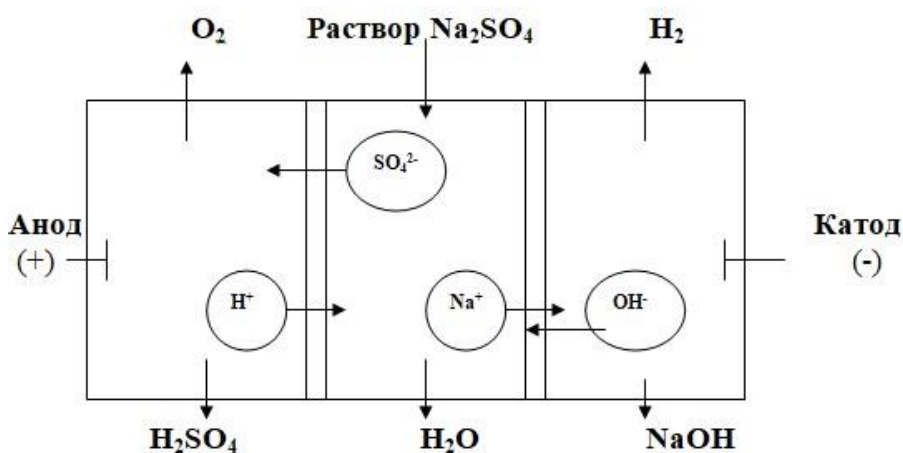 O₂ Раствор Na₂SO₄ H₂
SO₄²⁻
Анод
(+)
Катод
(-)
H⁺ Na⁺ OH⁻
H₂SO₄ H₂O NaOH